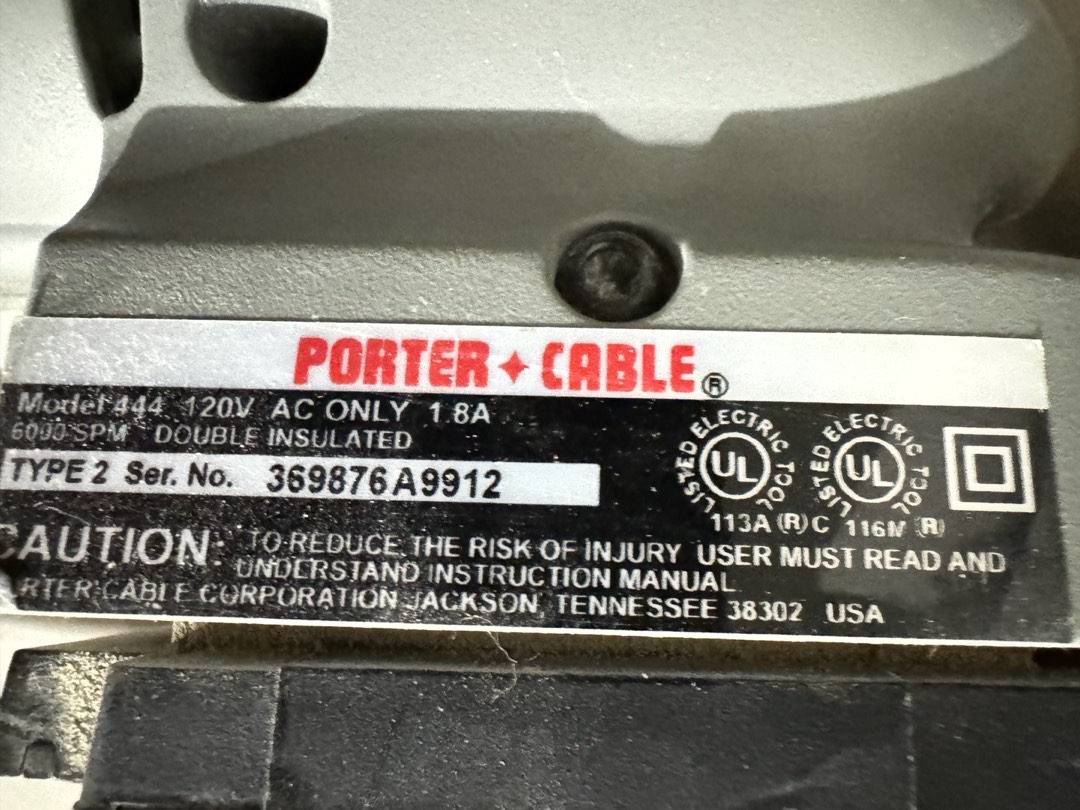 PORTER✦CABLE®
Model 444 120V AC ONLY 1.8A
6000 SPM DOUBLE INSULATED
TYPE 2 Ser. No. 369876A9912
LISTED ELECTRIC TOOL UL 113A (R) C
LISTED ELECTRIC TOOL UL 116M (R)
CAUTION: TO REDUCE THE RISK OF INJURY USER MUST READ AND
UNDERSTAND INSTRUCTION MANUAL
RTER-CABLE CORPORATION JACKSON, TENNESSEE 38302 USA